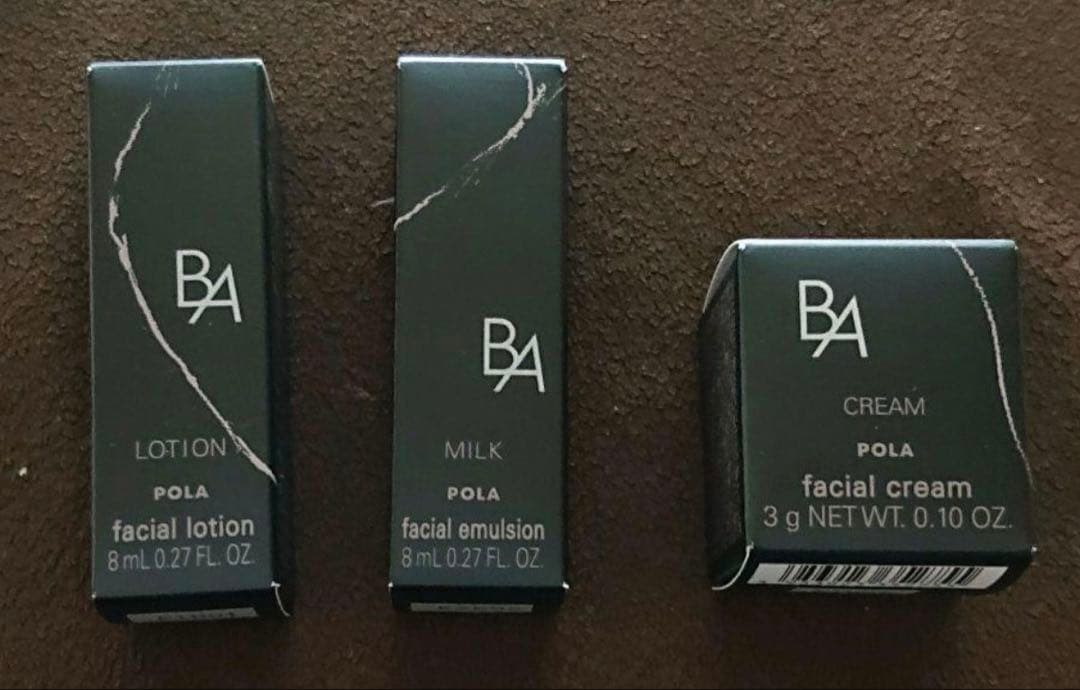 BA
LOTION
POLA
facial lotion
8 mL 0.27 FL. OZ.
BA
MILK
POLA
facial emulsion
8 mL 0.27 FL. OZ.
BA
CREAM
POLA
facial cream
3 g NET WT. 0.10 OZ.